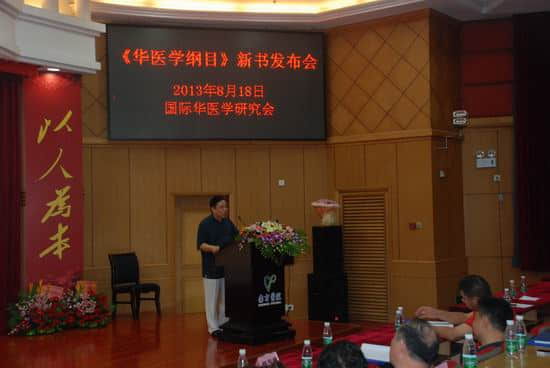 《华医学纲目》新书发布会
2013年8月18日
国际华医学研究会
以人为本